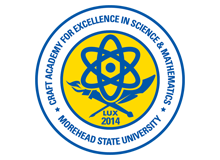 CRAFT ACADEMY FOR EXCELLENCE IN SCIENCE & MATHEMATICS
LUX
2014
MOREHEAD STATE UNIVERSITY